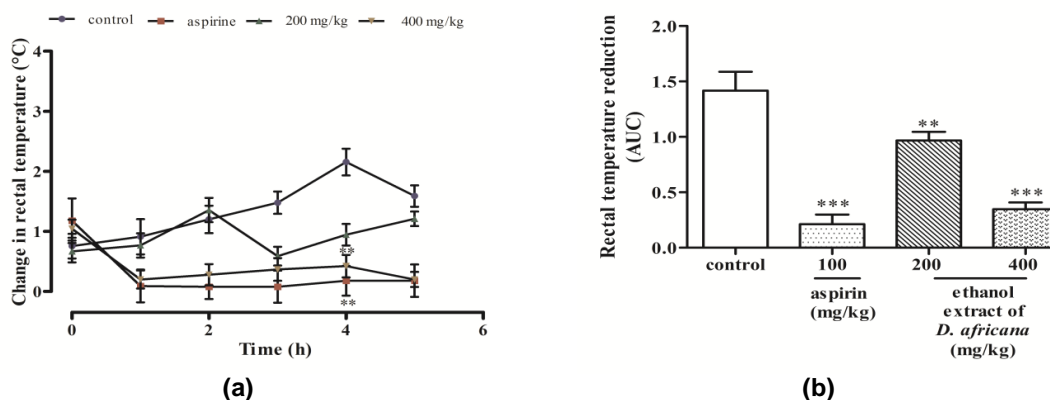 control aspirine 200 mg/kg 400 mg/kg
Change in rectal temperature (°C)
4
3
2
1
0
**
**
0 2 4 6
Time (h)
(a)
Rectal temperature reduction
(AUC)
2.0
1.5
1.0
0.5
0.0
***
**
***
control 100 200 400
aspirin
(mg/kg)
ethanol
extract of
D. africana
(mg/kg)
(b)